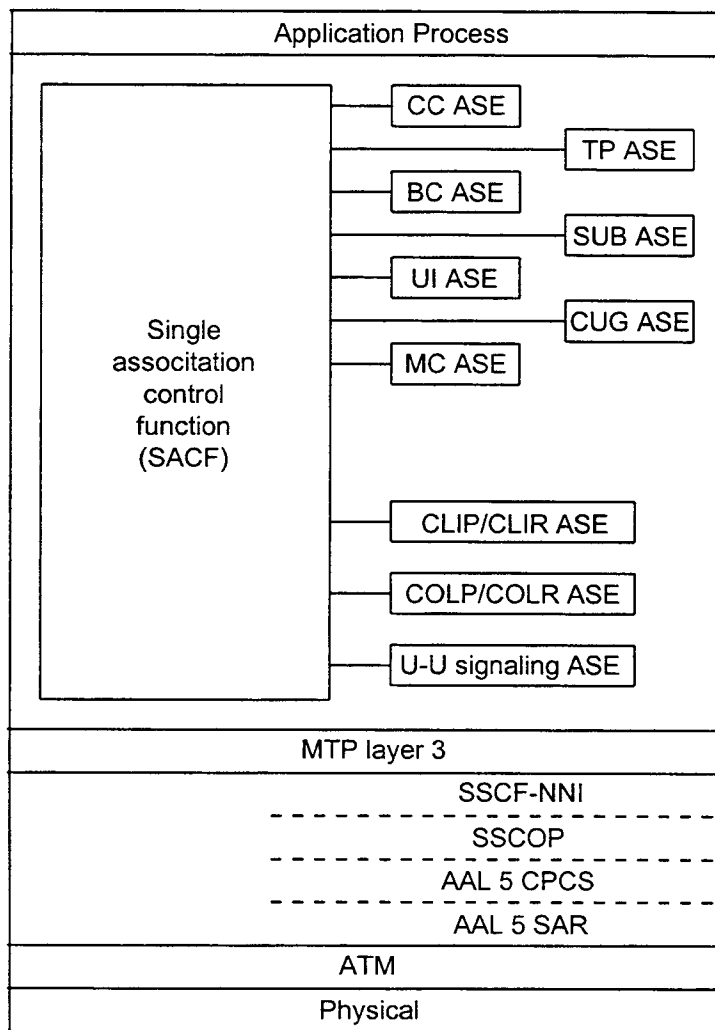 Application Process
CC ASE
TP ASE
BC ASE
SUB ASE
UI ASE
CUG ASE
MC ASE
Single
associtation
control
function
(SACF)
CLIP/CLIR ASE
COLP/COLR ASE
U-U signaling ASE
MTP layer 3
SSCF-NNI
SSCOP
AAL 5 CPCS
AAL 5 SAR
ATM
Physical